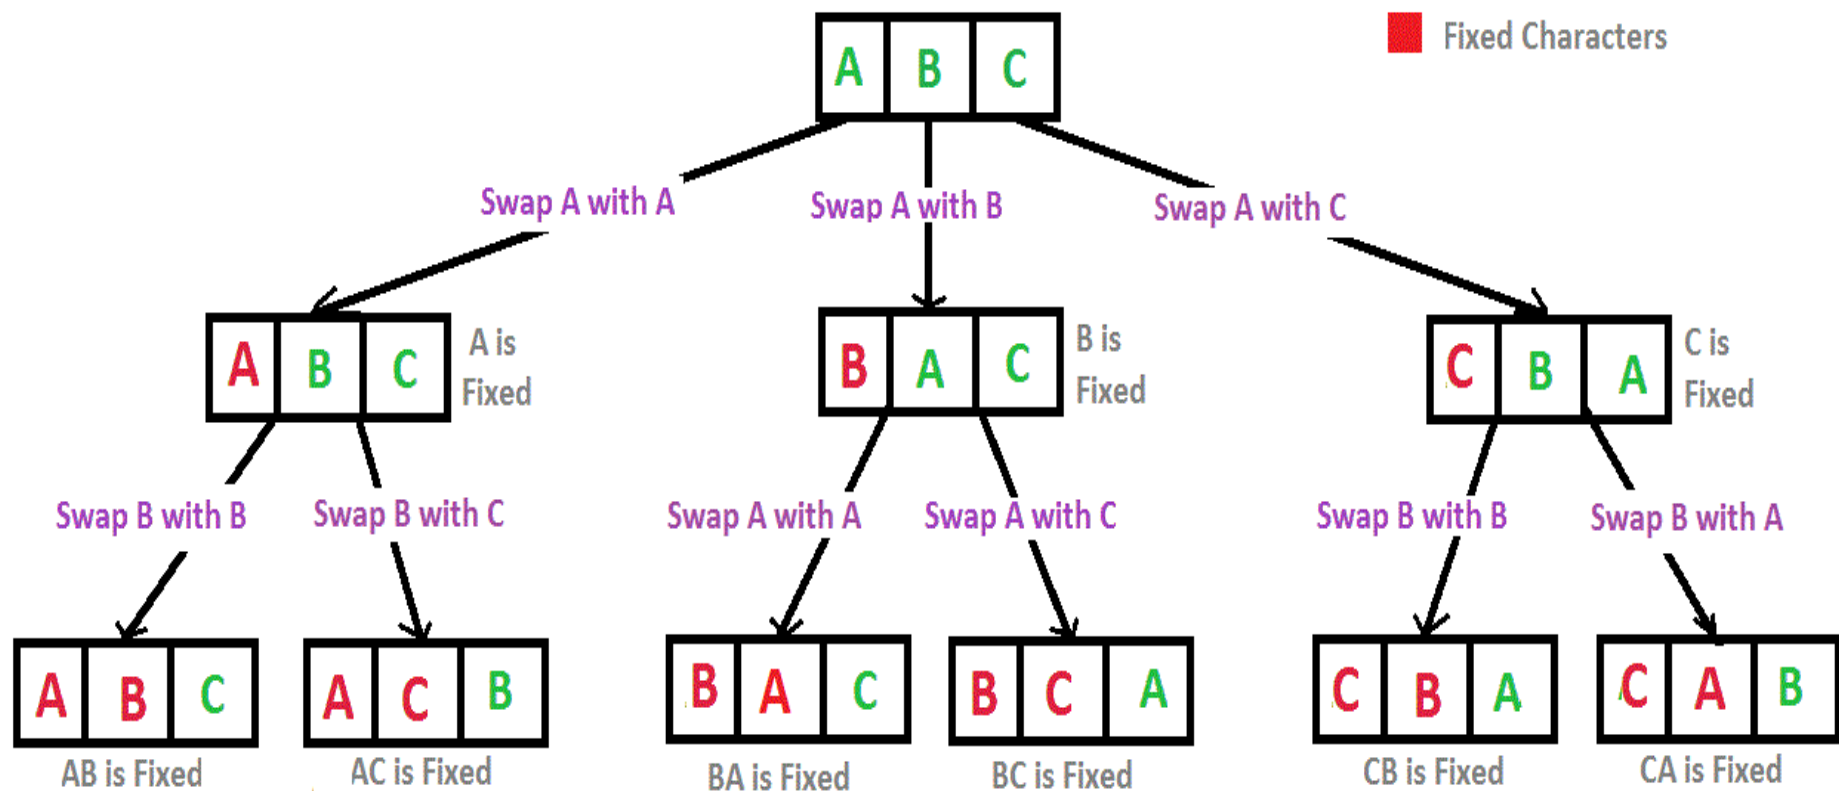 A B C
Fixed Characters
Swap A with A
Swap A with B
Swap A with C
A B C
A is
Fixed
B A C
B is
Fixed
C B A
C is
Fixed
Swap B with B
Swap B with C
Swap A with A
Swap A with C
Swap B with B
Swap B with A
A B C
A C B
B A C
B C A
C B A
C A B
AB is Fixed
AC is Fixed
BA is Fixed
BC is Fixed
CB is Fixed
CA is Fixed